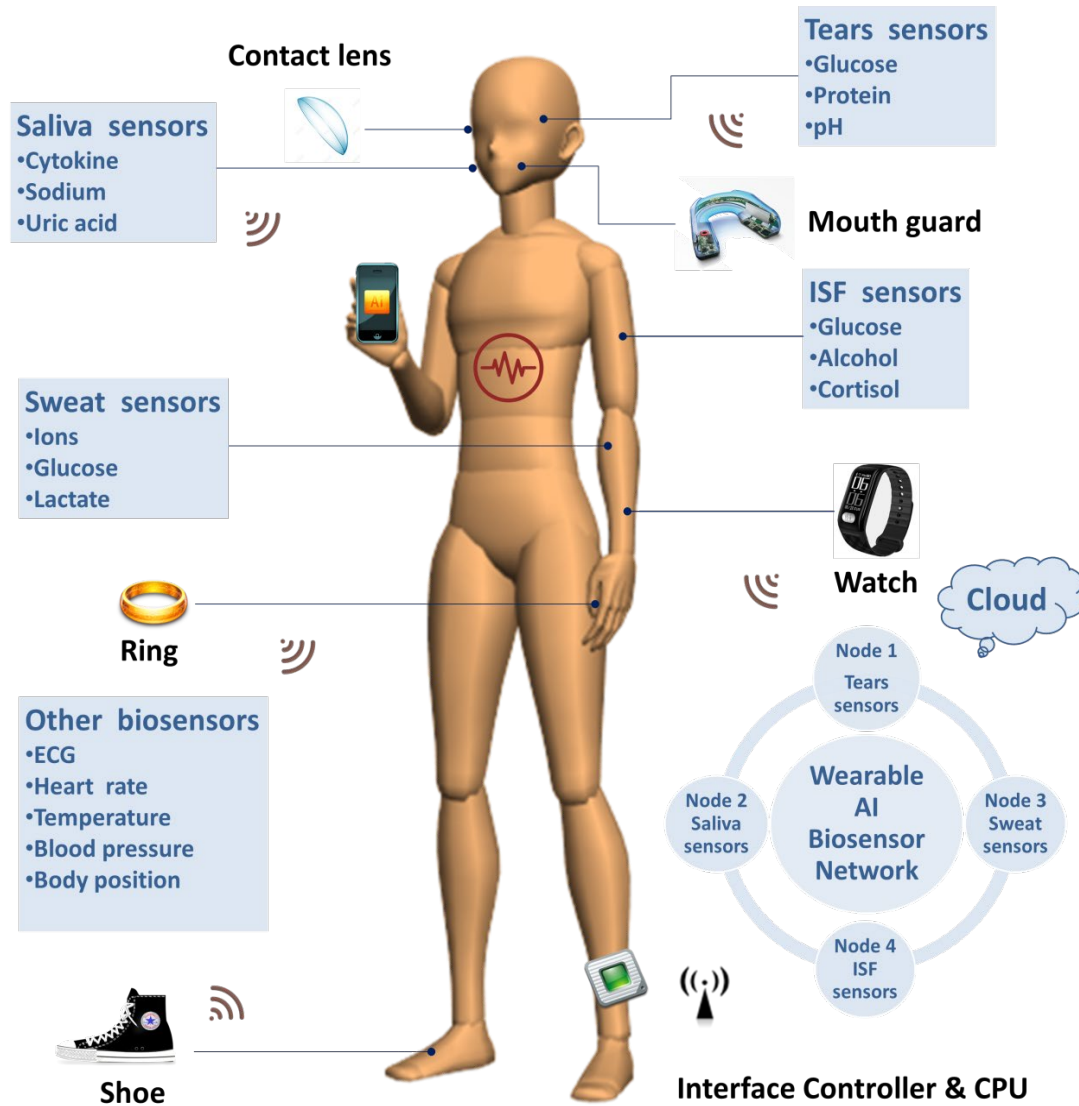 Contact lens
Tears sensors
•Glucose
•Protein
•pH
Saliva sensors
•Cytokine
•Sodium
•Uric acid
Mouth guard
AI
ISF sensors
•Glucose
•Alcohol
•Cortisol
Sweat sensors
•Ions
•Glucose
•Lactate
06
06
Watch
Cloud
Ring
Node 1
Tears
sensors
Other biosensors
•ECG
•Heart rate
•Temperature
•Blood pressure
•Body position
Wearable
AI
Biosensor
Network
Node 2
Saliva
sensors
Node 3
Sweat
sensors
Node 4
ISF
sensors
Shoe
Interface Controller & CPU